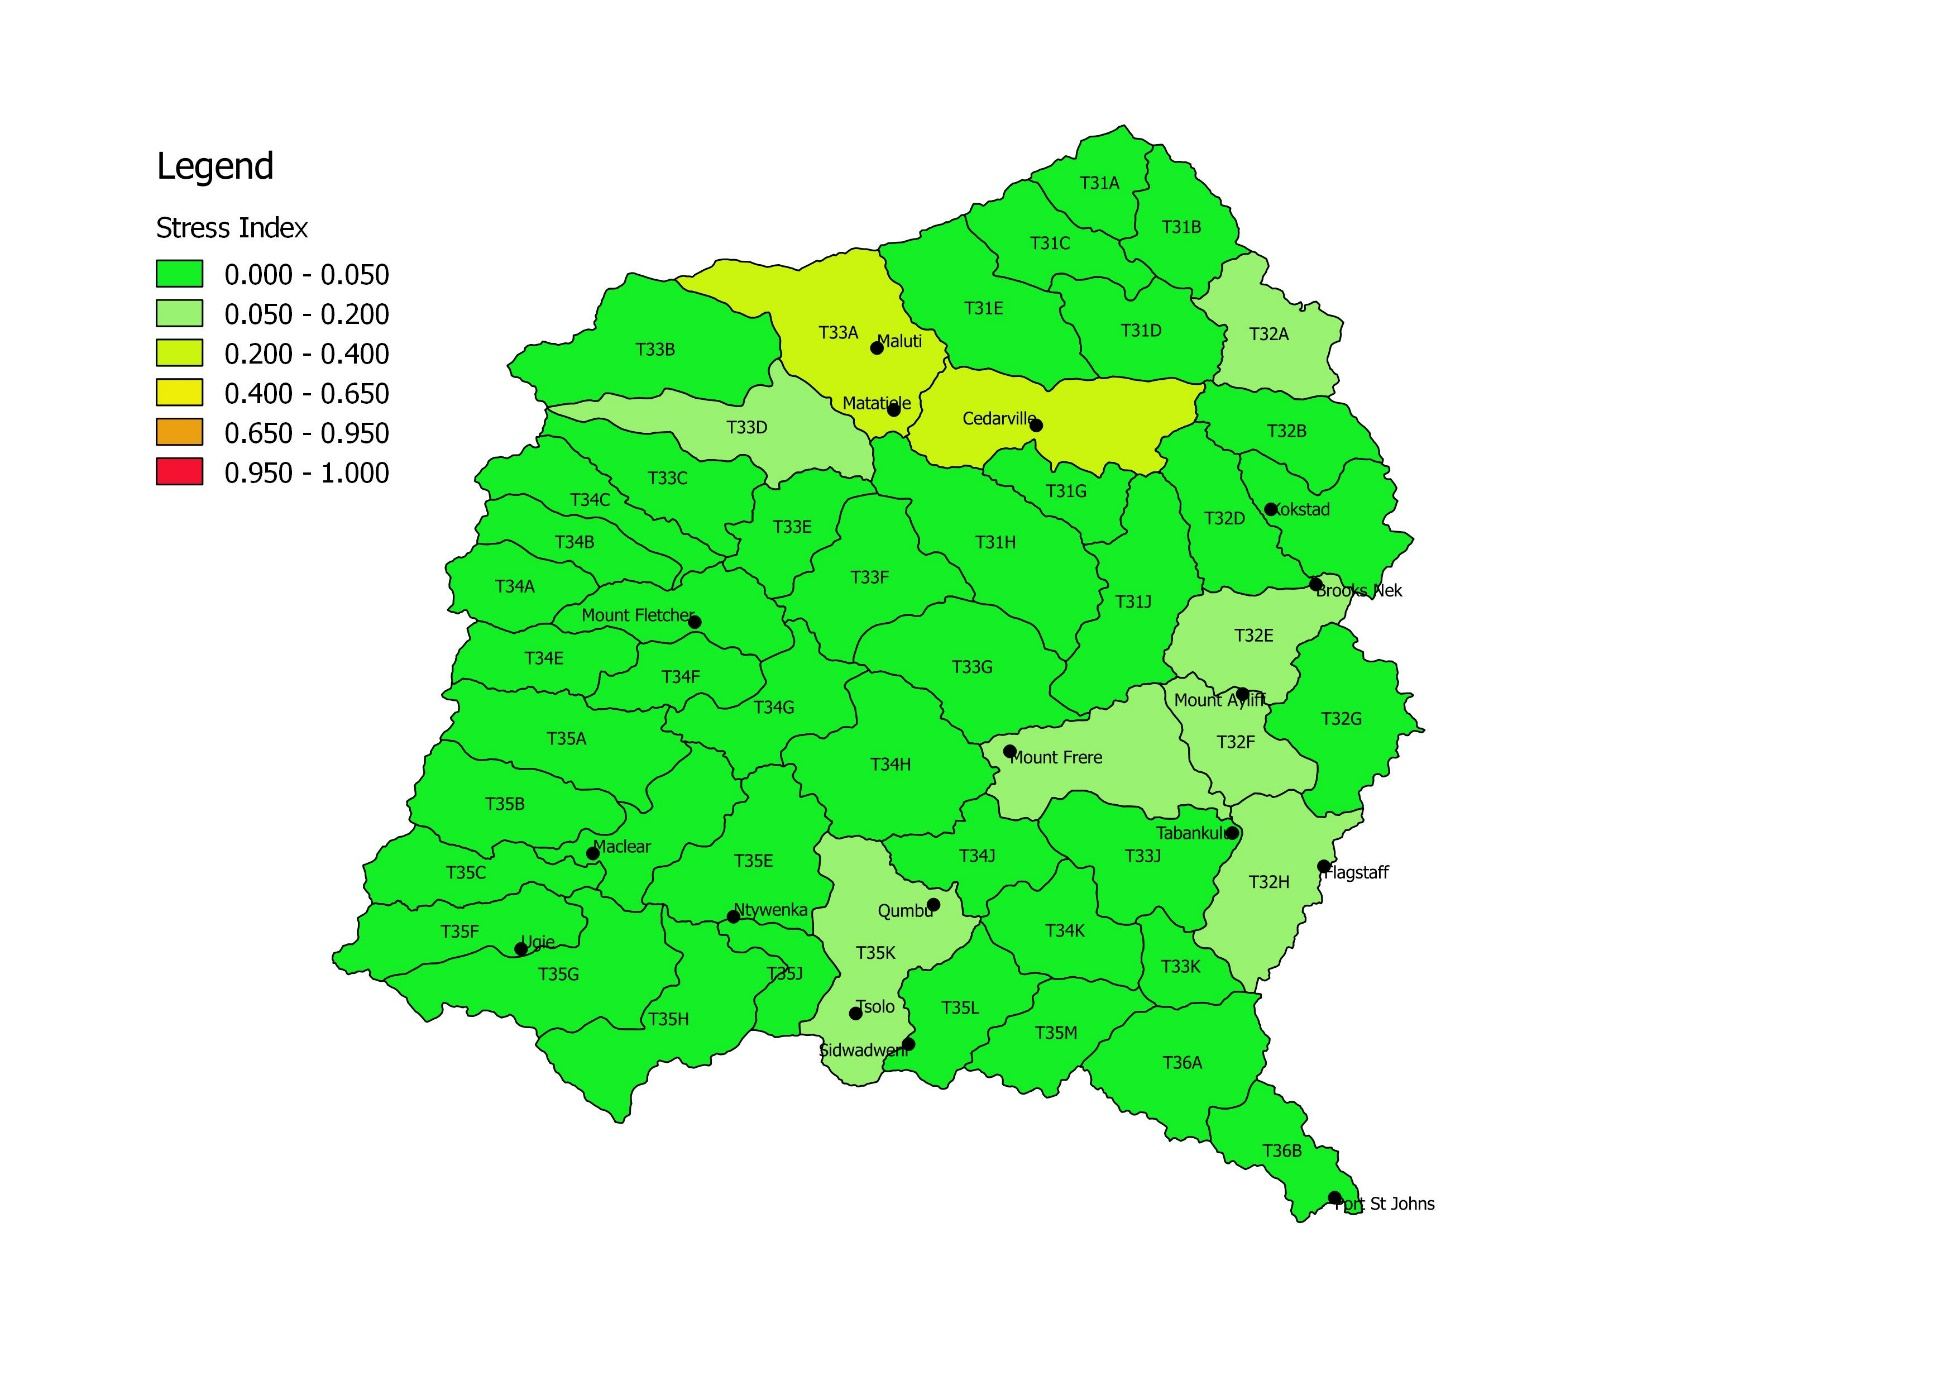 Legend
Stress Index
0.000 - 0.050
0.050 - 0.200
0.200 - 0.400
0.400 - 0.650
0.650 - 0.950
0.950 - 1.000
T31A
T31B
T31C
T31E
T31D
T32A
T33A
Maluti
T33B
Matatiele
Cedarville
T33D
T32B
T33C
T31G
T34C
Kokstad
T32D
T33E
T34B
T31H
T33F
T34A
Brooks Nek
T31J
Mount Fletcher
T32E
T34E
T33G
T34F
Mount Ayliff
T34G
T32G
T35A
T32F
Mount Frere
T34H
T35B
Tabankulu
Maclear
T34J
T33J
T35E
T35C
Flagstaff
T32H
Ntywenka
Qumbu
T35F
T34K
Ugie
T35K
T33K
T35G
T35J
Tsolo
T35L
T35H
T35M
Sidwadweni
T36A
T36B
Port St Johns